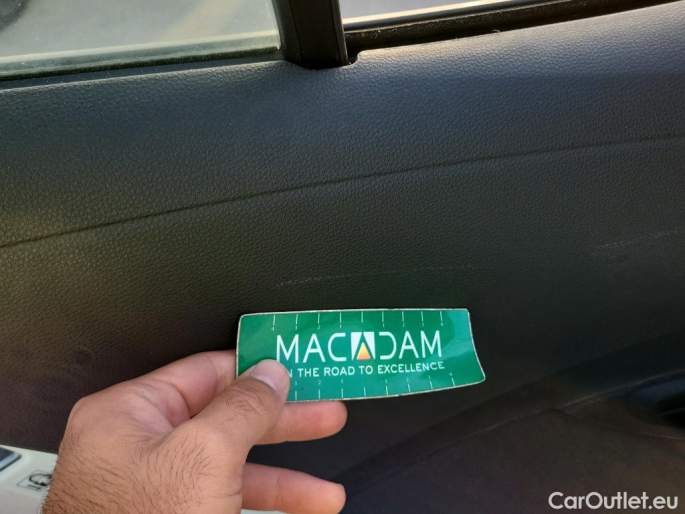 MACADAM
N THE ROAD TO EXCELLENCE
CarOutlet.eu